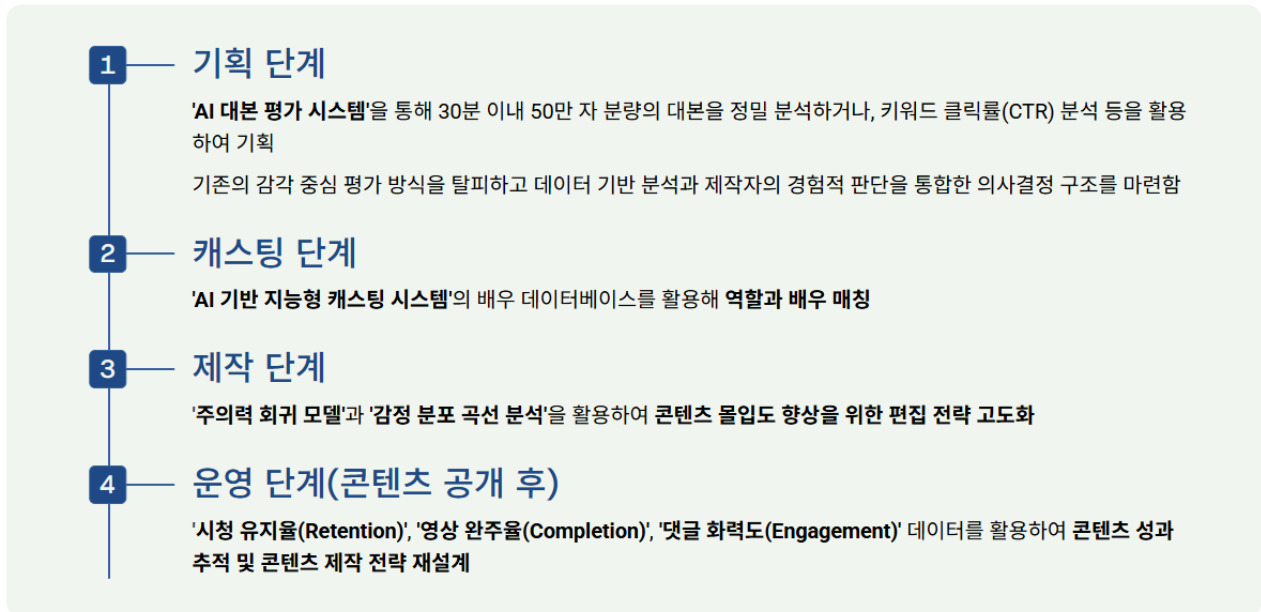 1
기획 단계
'AI 대본 평가 시스템'을 통해 30분 이내 50만 자 분량의 대본을 정밀 분석하거나, 키워드 클릭률(CTR) 분석 등을 활용
하여 기획
기존의 감각 중심 평가 방식을 탈피하고 데이터 기반 분석과 제작자의 경험적 판단을 통합한 의사결정 구조를 마련함
2
캐스팅 단계
'AI 기반 지능형 캐스팅 시스템'의 배우 데이터베이스를 활용해 역할과 배우 매칭
3
제작 단계
'주의력 회귀 모델'과 '감정 분포 곡선 분석'을 활용하여 콘텐츠 몰입도 향상을 위한 편집 전략 고도화
4
운영 단계(콘텐츠 공개 후)
'시청 유지율(Retention)', '영상 완주율(Completion)', '댓글 화력도(Engagement)' 데이터를 활용하여 콘텐츠 성과
추적 및 콘텐츠 제작 전략 재설계